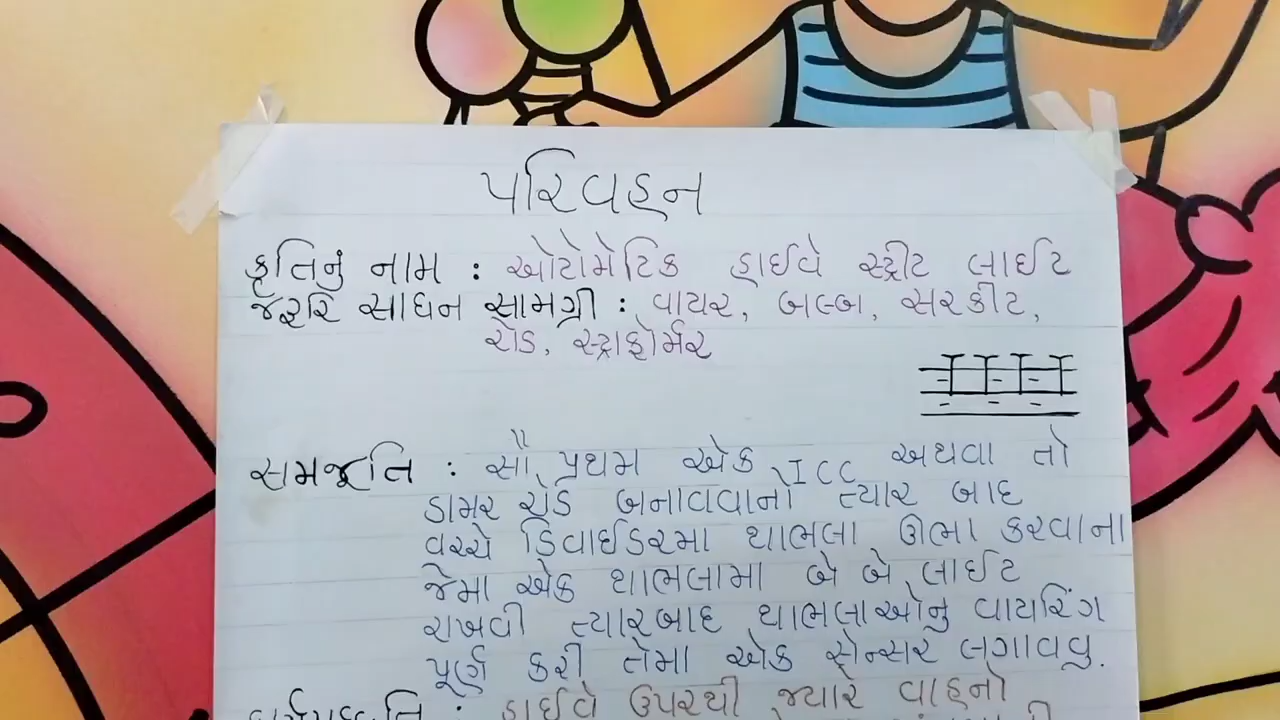 પરિવહન
કૃતિનું નામ : ઓટોમેટિક હાઈવે સ્ટ્રીટ લાઈટ
જરૂરિ સાધન સામગ્રી : વાયર, બલ્બ, સરકીટ,
રોડ, સ્ટ્રાફોર્મર
સમજૂતિ : સૌ પ્રથમ એક ICC અથવા તો
ડામર રોડ બનાવવાનો ત્યાર બાદ
વચ્ચે ડિવાઈડરમા થાભલા ઊભા કરવાના
જેમા એક થાભલામા બે બે લાઈટ
રાખવી ત્યારબાદ થાભલાઓનુ વાયરિંગ
પૂર્ણ કરી તેમા એક સેન્સર લગાવવુ.
: હાઈવે ઉપરથી જ્યારે વાહનો